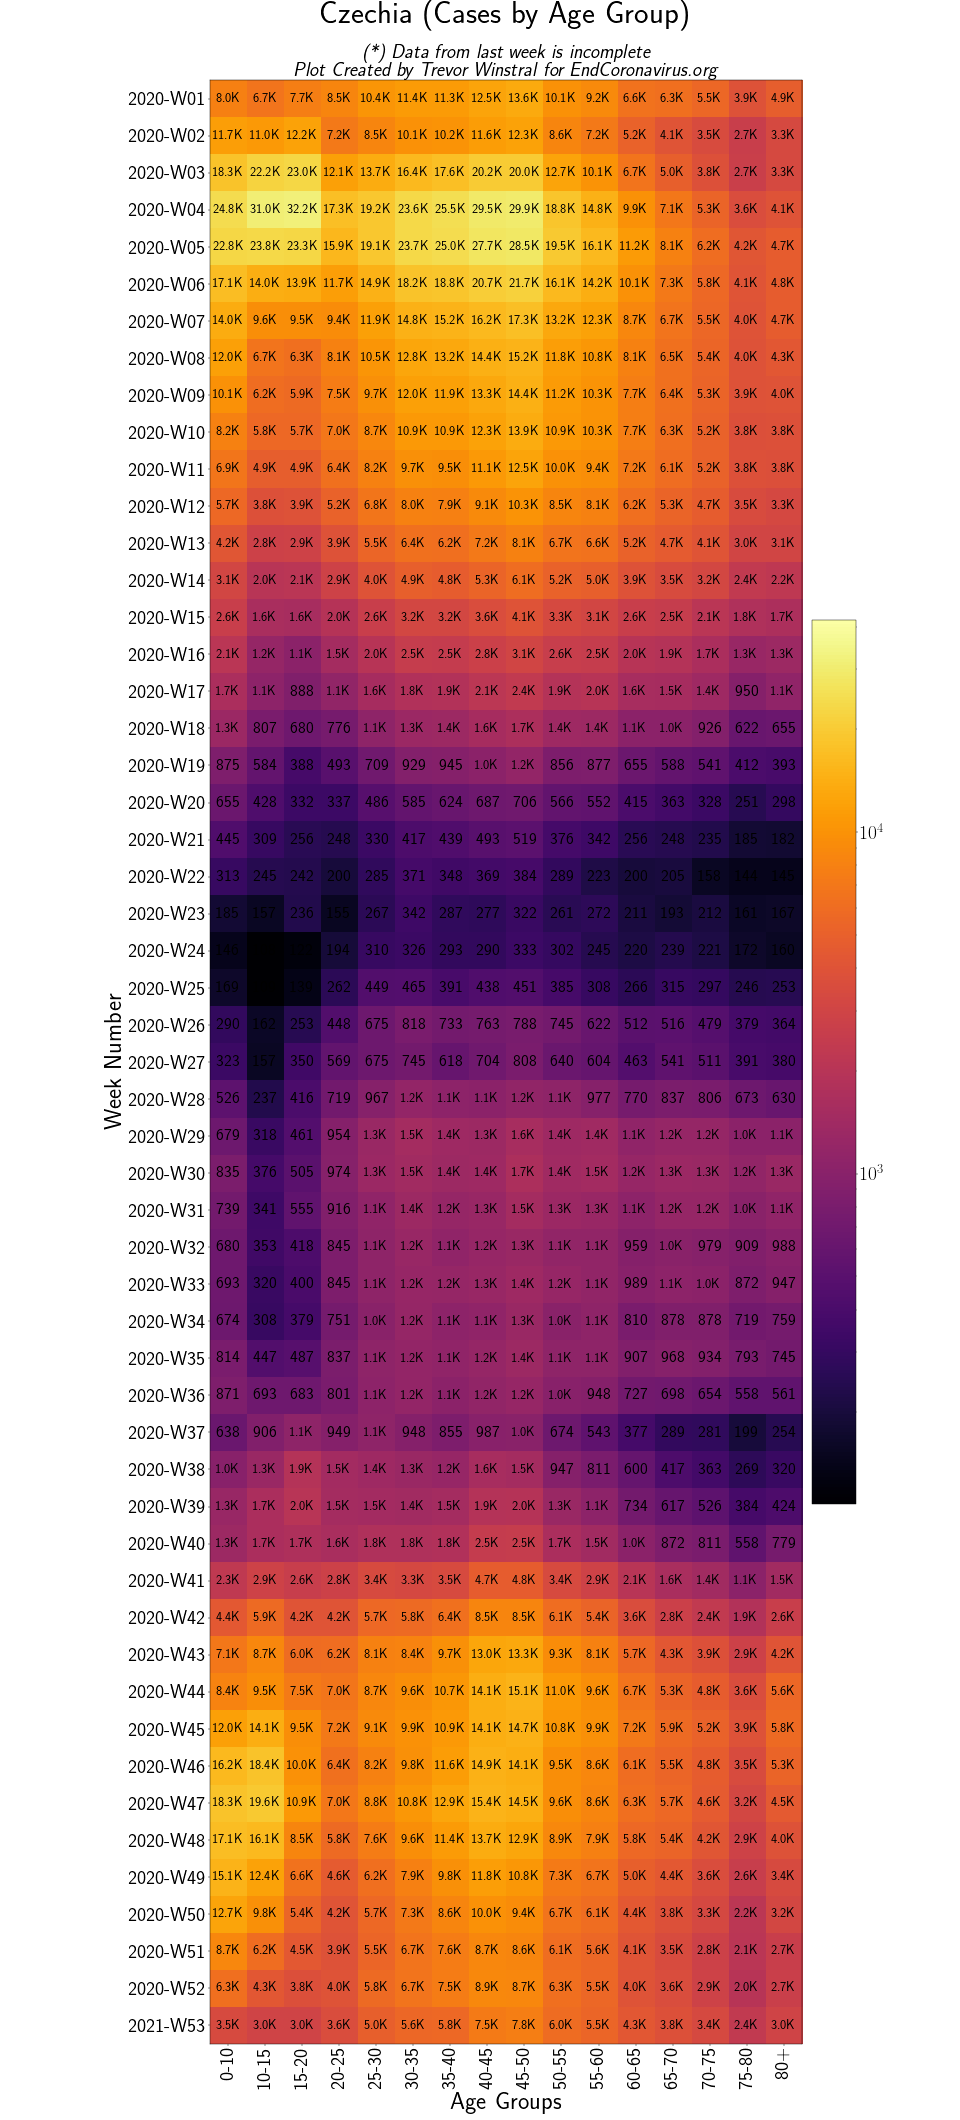 Czechia (Cases by Age Group)
(*) Data from last week is incomplete
Plot Created by Trevor Winstral for EndCoronavirus.org
2020-W01 8.0K 6.7K 7.7K 8.5K 10.4K 11.4K 11.3K 12.5K 13.6K 10.1K 9.2K 6.6K 6.3K 5.5K 3.9K 4.9K
2020-W02 11.7K 11.0K 12.2K 7.2K 8.5K 10.1K 10.2K 11.6K 12.3K 8.6K 7.2K 5.2K 4.1K 3.5K 2.7K 3.3K
2020-W03 18.3K 22.2K 23.0K 12.1K 13.7K 16.4K 17.6K 20.2K 20.0K 12.7K 10.1K 6.7K 5.0K 3.8K 2.7K 3.3K
2020-W04 24.8K 31.0K 32.2K 17.3K 19.2K 23.6K 25.5K 29.5K 29.9K 18.8K 14.8K 9.9K 7.1K 5.3K 3.6K 4.1K
2020-W05 22.8K 23.8K 23.3K 15.9K 19.1K 23.7K 25.0K 27.7K 28.5K 19.5K 16.1K 11.2K 8.1K 6.2K 4.2K 4.7K
2020-W06 17.1K 14.0K 13.9K 11.7K 14.9K 18.2K 18.8K 20.7K 21.7K 16.1K 14.2K 10.1K 7.3K 5.8K 4.1K 4.8K
2020-W07 14.0K 9.6K 9.5K 9.4K 11.9K 14.8K 15.2K 16.2K 17.3K 13.2K 12.3K 8.7K 6.7K 5.5K 4.0K 4.7K
2020-W08 12.0K 6.7K 6.3K 8.1K 10.5K 12.8K 13.2K 14.4K 15.2K 11.8K 10.8K 8.1K 6.5K 5.4K 4.0K 4.3K
2020-W09 10.1K 6.2K 5.9K 7.5K 9.7K 12.0K 11.9K 13.3K 14.4K 11.2K 10.3K 7.7K 6.4K 5.3K 3.9K 4.0K
2020-W10 8.2K 5.8K 5.7K 7.0K 8.7K 10.9K 10.9K 12.3K 13.9K 10.9K 10.3K 7.7K 6.3K 5.2K 3.8K 3.8K
2020-W11 6.9K 4.9K 4.9K 6.4K 8.2K 9.7K 9.5K 11.1K 12.5K 10.0K 9.4K 7.2K 6.1K 5.2K 3.8K 3.8K
2020-W12 5.7K 3.8K 3.9K 5.2K 6.8K 8.0K 7.9K 9.1K 10.3K 8.5K 8.1K 6.2K 5.3K 4.7K 3.5K 3.3K
2020-W13 4.2K 2.8K 2.9K 3.9K 5.5K 6.4K 6.2K 7.2K 8.1K 6.7K 6.6K 5.2K 4.7K 4.1K 3.0K 3.1K
2020-W14 3.1K 2.0K 2.1K 2.9K 4.0K 4.9K 4.8K 5.3K 6.1K 5.2K 5.0K 3.9K 3.5K 3.2K 2.4K 2.2K
2020-W15 2.6K 1.6K 1.6K 2.0K 2.6K 3.2K 3.2K 3.6K 4.1K 3.3K 3.1K 2.6K 2.5K 2.1K 1.8K 1.7K
2020-W16 2.1K 1.2K 1.1K 1.5K 2.0K 2.5K 2.5K 2.8K 3.1K 2.6K 2.5K 2.0K 1.9K 1.7K 1.3K 1.3K
2020-W17 1.7K 1.1K 888 1.1K 1.6K 1.8K 1.9K 2.1K 2.4K 1.9K 2.0K 1.6K 1.5K 1.4K 950 1.1K
2020-W18 1.3K 807 680 776 1.1K 1.3K 1.4K 1.6K 1.7K 1.4K 1.4K 1.1K 1.0K 926 622 655
2020-W19 875 584 388 493 709 929 945 1.0K 1.2K 856 877 655 588 541 412 393
2020-W20 655 428 332 337 486 585 624 687 706 566 552 415 363 328 251 298
2020-W21 445 309 256 248 330 417 439 493 519 376 342 256 248 235 185 182
2020-W22 313 245 242 200 285 371 348 369 384 289 223 200 205 158 144 145
2020-W23 185 157 236 155 267 342 287 277 322 261 272 211 193 212 161 167
2020-W24 146 194 310 326 293 290 333 302 245 220 239 221 172 160
2020-W25 169 262 449 465 391 438 451 385 308 266 315 297 246 253
2020-W26 290 162 253 448 675 818 733 763 788 745 622 512 516 479 379 364
2020-W27 323 157 350 569 675 745 618 704 808 640 604 463 541 511 391 380
2020-W28 526 237 416 719 967 1.2K 1.1K 1.1K 1.2K 1.1K 977 770 837 806 673 630
2020-W29 679 318 461 954 1.3K 1.5K 1.4K 1.3K 1.6K 1.4K 1.4K 1.1K 1.2K 1.2K 1.0K 1.1K
2020-W30 835 376 505 974 1.3K 1.5K 1.4K 1.4K 1.7K 1.4K 1.5K 1.2K 1.3K 1.3K 1.2K 1.3K
2020-W31 739 341 555 916 1.1K 1.4K 1.2K 1.3K 1.5K 1.3K 1.3K 1.1K 1.2K 1.2K 1.0K 1.1K
2020-W32 680 353 418 845 1.1K 1.2K 1.1K 1.2K 1.3K 1.1K 1.1K 959 1.0K 979 909 988
2020-W33 693 320 400 845 1.1K 1.2K 1.2K 1.3K 1.4K 1.2K 1.1K 989 1.1K 1.0K 872 947
2020-W34 674 308 379 751 1.0K 1.2K 1.1K 1.1K 1.3K 1.0K 1.1K 810 878 878 719 759
2020-W35 814 447 487 837 1.1K 1.2K 1.1K 1.2K 1.4K 1.1K 1.1K 907 968 934 793 745
2020-W36 871 693 683 801 1.1K 1.2K 1.1K 1.2K 1.2K 1.0K 948 727 698 654 558 561
2020-W37 638 906 1.1K 949 1.1K 948 855 987 1.0K 674 543 377 289 281 199 254
2020-W38 1.0K 1.3K 1.9K 1.5K 1.4K 1.3K 1.2K 1.6K 1.5K 947 811 600 417 363 269 320
2020-W39 1.3K 1.7K 2.0K 1.5K 1.5K 1.4K 1.5K 1.9K 2.0K 1.3K 1.1K 734 617 526 384 424
2020-W40 1.3K 1.7K 1.7K 1.6K 1.8K 1.8K 1.8K 2.5K 2.5K 1.7K 1.5K 1.0K 872 811 558 779
2020-W41 2.3K 2.9K 2.6K 2.8K 3.4K 3.3K 3.5K 4.7K 4.8K 3.4K 2.9K 2.1K 1.6K 1.4K 1.1K 1.5K
2020-W42 4.4K 5.9K 4.2K 4.2K 5.7K 5.8K 6.4K 8.5K 8.5K 6.1K 5.4K 3.6K 2.8K 2.4K 1.9K 2.6K
2020-W43 7.1K 8.7K 6.0K 6.2K 8.1K 8.4K 9.7K 13.0K 13.3K 9.3K 8.1K 5.7K 4.3K 3.9K 2.9K 4.2K
2020-W44 8.4K 9.5K 7.5K 7.0K 8.7K 9.6K 10.7K 14.1K 15.1K 11.0K 9.6K 6.7K 5.3K 4.8K 3.6K 5.6K
2020-W45 12.0K 14.1K 9.5K 7.2K 9.1K 9.9K 10.9K 14.1K 14.7K 10.8K 9.9K 7.2K 5.9K 5.2K 3.9K 5.8K
2020-W46 16.2K 18.4K 10.0K 6.4K 8.2K 9.8K 11.6K 14.9K 14.1K 9.5K 8.6K 6.1K 5.5K 4.8K 3.5K 5.3K
2020-W47 18.3K 19.6K 10.9K 7.0K 8.8K 10.8K 12.9K 15.4K 14.5K 9.6K 8.6K 6.3K 5.7K 4.6K 3.2K 4.5K
2020-W48 17.1K 16.1K 8.5K 5.8K 7.6K 9.6K 11.4K 13.7K 12.9K 8.9K 7.9K 5.8K 5.4K 4.2K 2.9K 4.0K
2020-W49 15.1K 12.4K 6.6K 4.6K 6.2K 7.9K 9.8K 11.8K 10.8K 7.3K 6.7K 5.0K 4.4K 3.6K 2.6K 3.4K
2020-W50 12.7K 9.8K 5.4K 4.2K 5.7K 7.3K 8.6K 10.0K 9.4K 6.7K 6.1K 4.4K 3.8K 3.3K 2.2K 3.2K
2020-W51 8.7K 6.2K 4.5K 3.9K 5.5K 6.7K 7.6K 8.7K 8.6K 6.1K 5.6K 4.1K 3.5K 2.8K 2.1K 2.7K
2020-W52 6.3K 4.3K 3.8K 4.0K 5.8K 6.7K 7.5K 8.9K 8.7K 6.3K 5.5K 4.0K 3.6K 2.9K 2.0K 2.7K
2021-W53 3.5K 3.0K 3.0K 3.6K 5.0K 5.6K 5.8K 7.5K 7.8K 6.0K 5.5K 4.3K 3.8K 3.4K 2.4K 3.0K
0-10 10-15 15-20 20-25 25-30 30-35 35-40 40-45 45-50 50-55 55-60 60-65 65-70 70-75 75-80 80+
Age Groups
Week Number
10⁴
10³